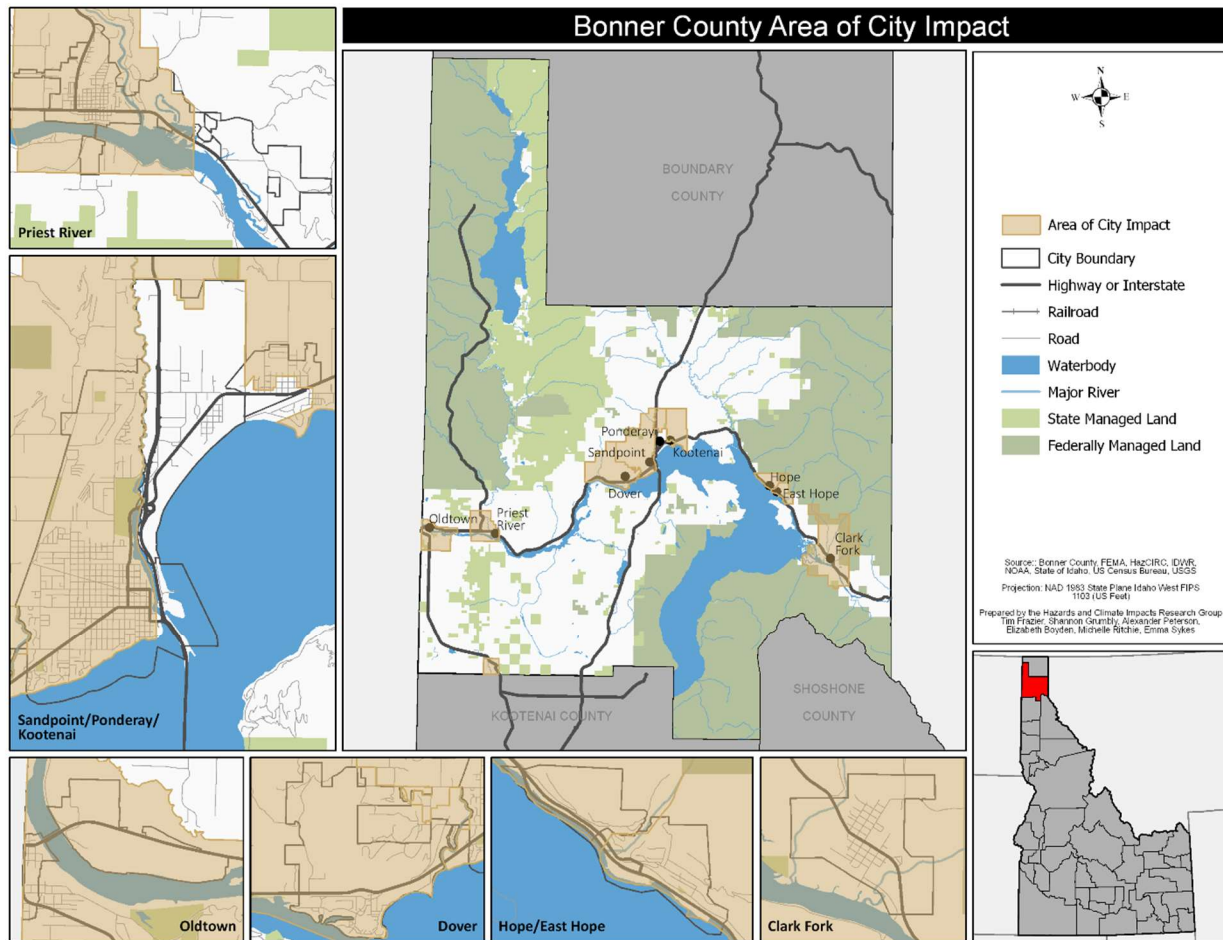 Bonner County Area of City Impact
Priest River
Sandpoint/Ponderay/
Kootenai
BOUNDARY
COUNTY
Ponderay
Kootenai
Sandpoint
Dover
Hope
East Hope
Oldtown
Priest
River
Clark
Fork
KOOTENAI COUNTY
SHOSHONE
COUNTY
N
W
E
S
Area of City Impact
City Boundary
Highway or Interstate
Railroad
Road
Waterbody
Major River
State Managed Land
Federally Managed Land
Source:: Bonner County, FEMA, HazCIRC, IDWR,
NOAA, State of Idaho, US Census Bureau, USGS
Projection: NAD 1983 State Plane Idaho West FIPS
1103 (US Feet)
Prepared by the Hazards and Climate Impacts Research Group:
Tim Frazier, Shannon Grumbly, Alexander Peterson,
Elizabeth Boyden, Michelle Ritchie, Emma Sykes
Oldtown
Dover
Hope/East Hope
Clark Fork